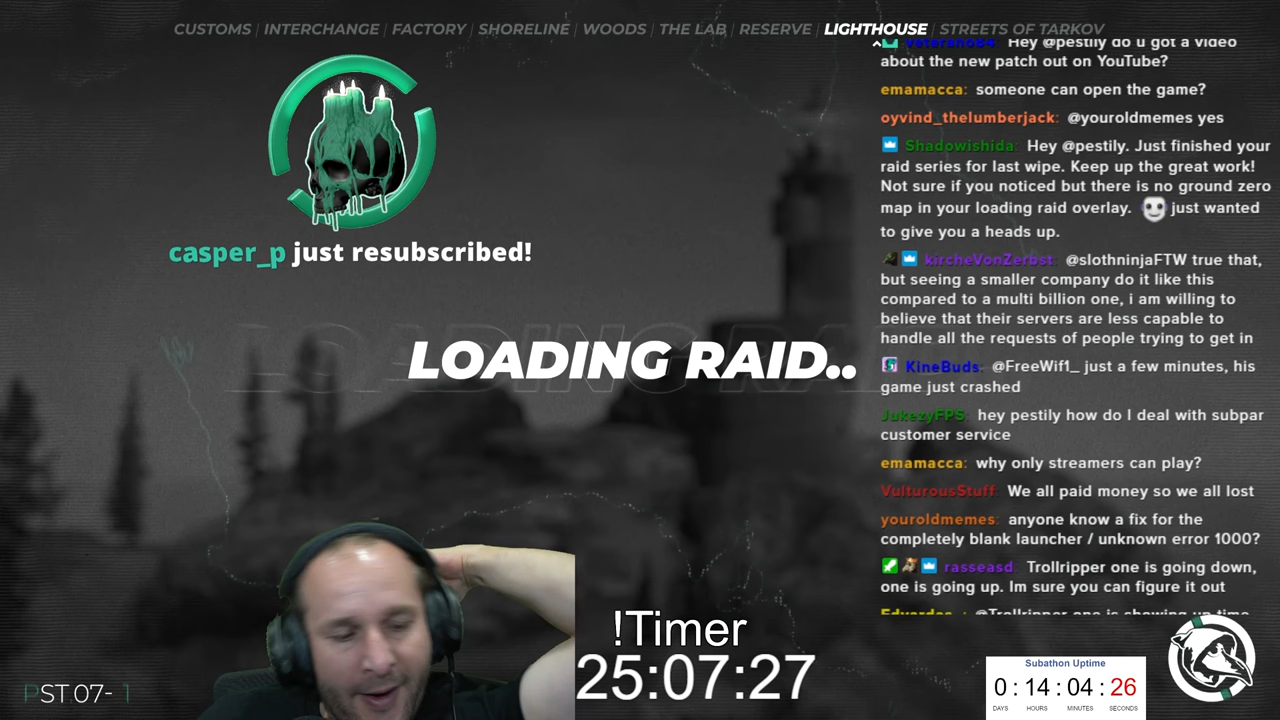 CUSTOMS | INTERCHANGE | FACTORY | SHORELINE | WOODS | THE LAB | RESERVE | LIGHTHOUSE | STREETS OF TARKOV
casper_p just resubscribed!
LOADING RAID..
Hey @pestily do u got a video
about the new patch out on YouTube?
emamacca: someone can open the game?
oyvind_thelumberjack: @youroldmemes yes
Shadowishida: Hey @pestily. Just finished your
raid series for last wipe. Keep up the great work!
Not sure if you noticed but there is no ground zero
map in your loading raid overlay. just wanted
to give you a heads up.
kircheVonZerbst: @slothninjaFTW true that,
but seeing a smaller company do it like this
compared to a multi billion one, i am willing to
believe that their servers are less capable to
handle all the requests of people trying to get in
KineBuds: @FreeWif1_ just a few minutes, his
game just crashed
JukezyFPS: hey pestily how do I deal with subpar
customer service
emamacca: why only streamers can play?
VulturousStuff: We all paid money so we all lost
youroldmemes: anyone know a fix for the
completely blank launcher / unknown error 1000?
rasseasd: Trollripper one is going down,
one is going up. Im sure you can figure it out
!Timer
25:07:27
Subathon Uptime
0 : 14 : 04 : 26
DAYS HOURS MINUTES SECONDS
PST 07- 1